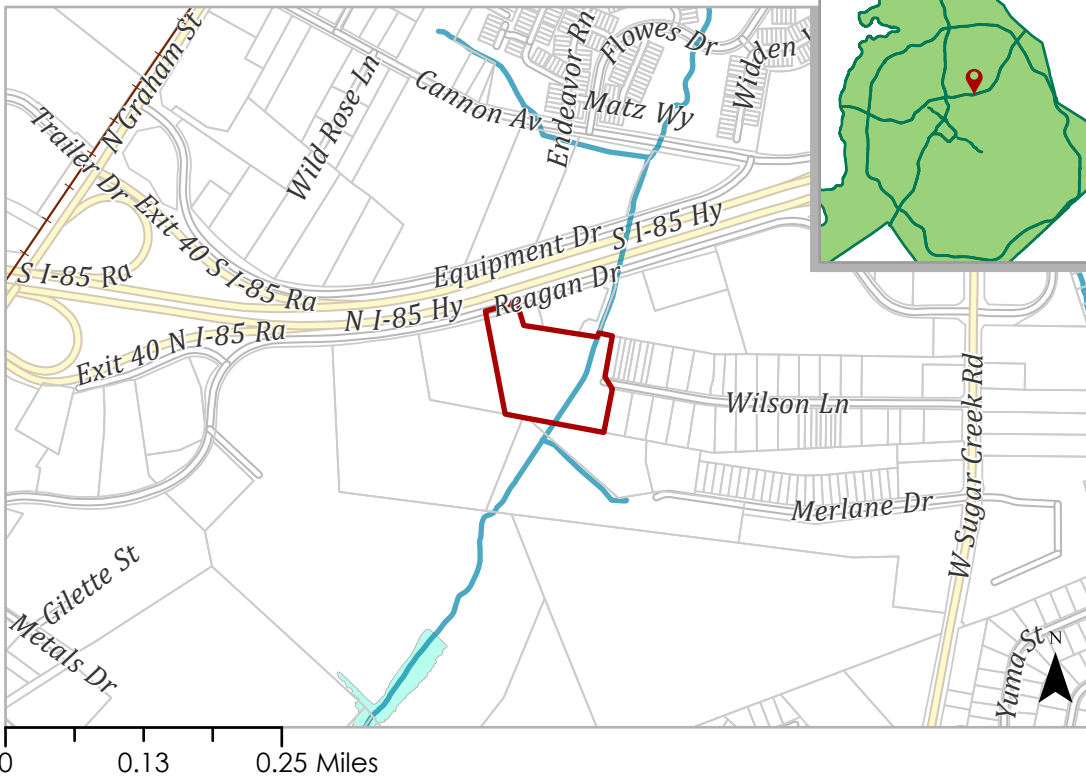 N Graham St
Endeavor Rn
Flowes Dr
Widden
Trailer Dr
Wild Rose Ln
Cannon Av
Matz Wy
Exit 40 S I-85 Ra
S I-85 Ra
Equipment Dr
S I-85 Hy
Reagan Dr
N I-85 Hy
Exit 40 N I-85 Ra
Wilson Ln
W Sugar Creek Rd
Merlane Dr
Gilette St
Metals Dr
Yuma St
N
0 0.13 0.25 Miles